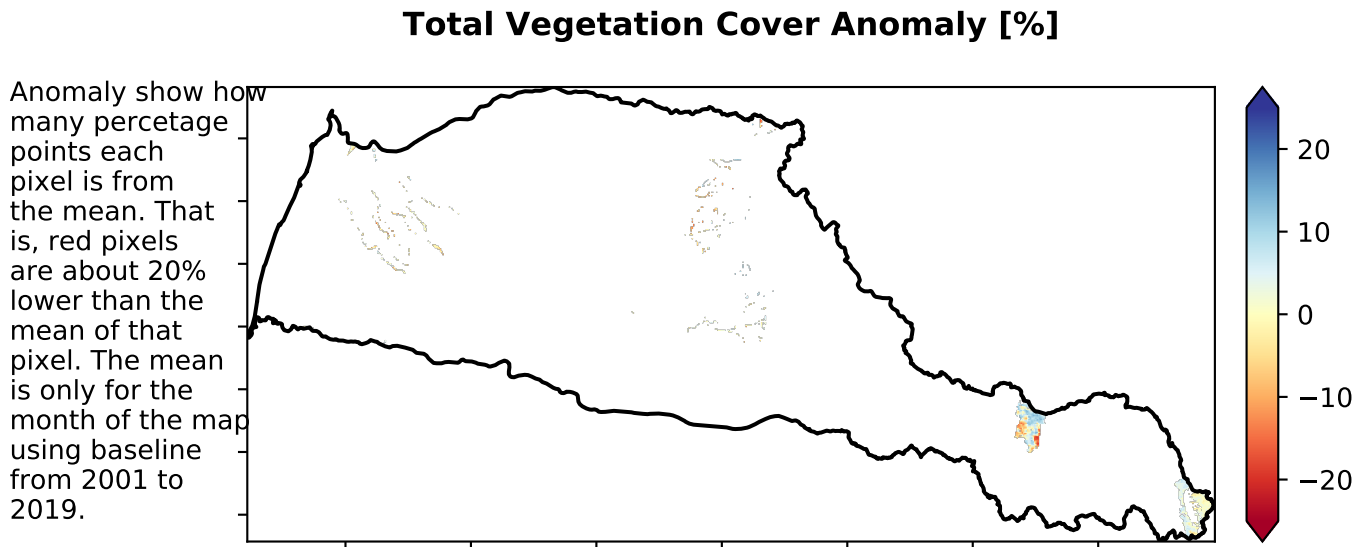 Total Vegetation Cover Anomaly [%]
Anomaly show how
many percetage
points each
pixel is from
the mean. That
is, red pixels
are about 20%
lower than the
mean of that
pixel. The mean
is only for the
month of the map
using baseline
from 2001 to
2019.
20
10
0
−10
−20